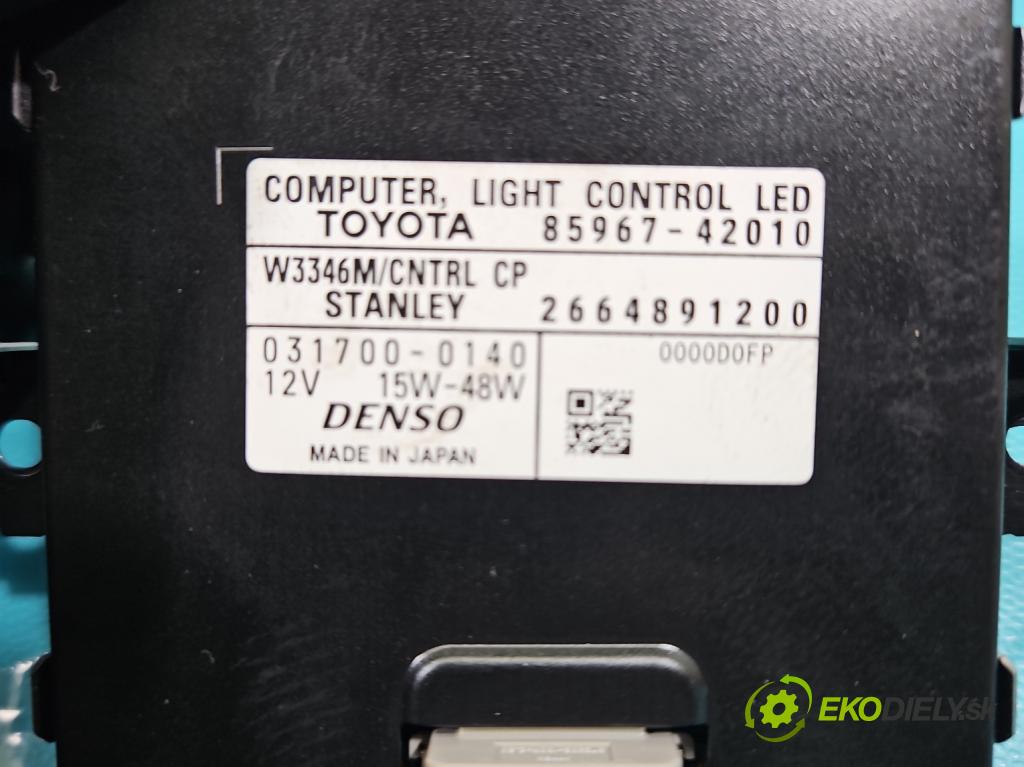 COMPUTER, LIGHT CONTROL LED
TOYOTA 85967-42010
W3346M/CNTRL CP
STANLEY 2664891200
031700-0140
12V 15W-48W
DENSO
MADE IN JAPAN
0000D0FP
EKODIELY.sk